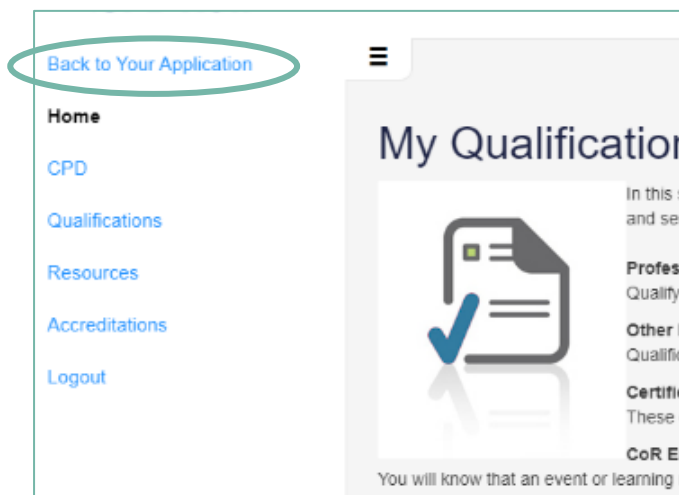 Back to Your Application
Home
CPD
Qualifications
Resources
Accreditations
Logout
My Qualification
In this
and se
Profes
Qualify
Other
Qualific
Certific
These
CoR E
You will know that an event or learning